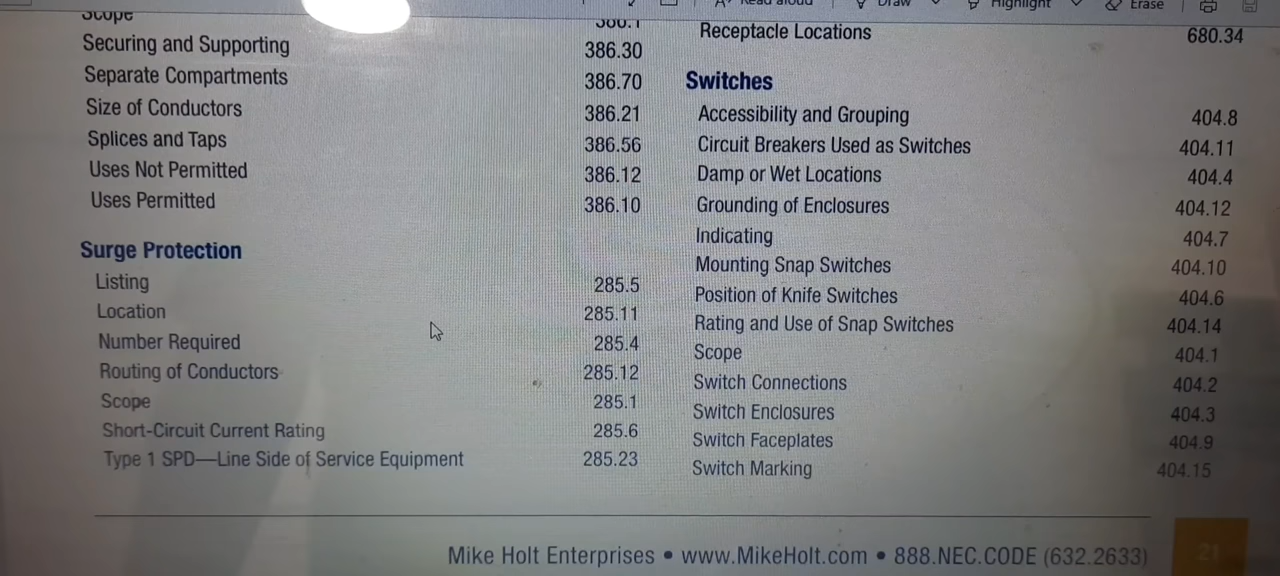 Read aloud
Draw
Highlight
Erase
Scope 386.1
Securing and Supporting 386.30
Separate Compartments 386.70
Size of Conductors 386.21
Splices and Taps 386.56
Uses Not Permitted 386.12
Uses Permitted 386.10
Surge Protection
Listing 285.5
Location 285.11
Number Required 285.4
Routing of Conductors 285.12
Scope 285.1
Short-Circuit Current Rating 285.6
Type 1 SPD—Line Side of Service Equipment 285.23
Receptacle Locations 680.34
Switches
Accessibility and Grouping 404.8
Circuit Breakers Used as Switches 404.11
Damp or Wet Locations 404.4
Grounding of Enclosures 404.12
Indicating 404.7
Mounting Snap Switches 404.10
Position of Knife Switches 404.6
Rating and Use of Snap Switches 404.14
Scope 404.1
Switch Connections 404.2
Switch Enclosures 404.3
Switch Faceplates 404.9
Switch Marking 404.15
Mike Holt Enterprises • www.MikeHolt.com • 888.NEC.CODE (632.2633)
21